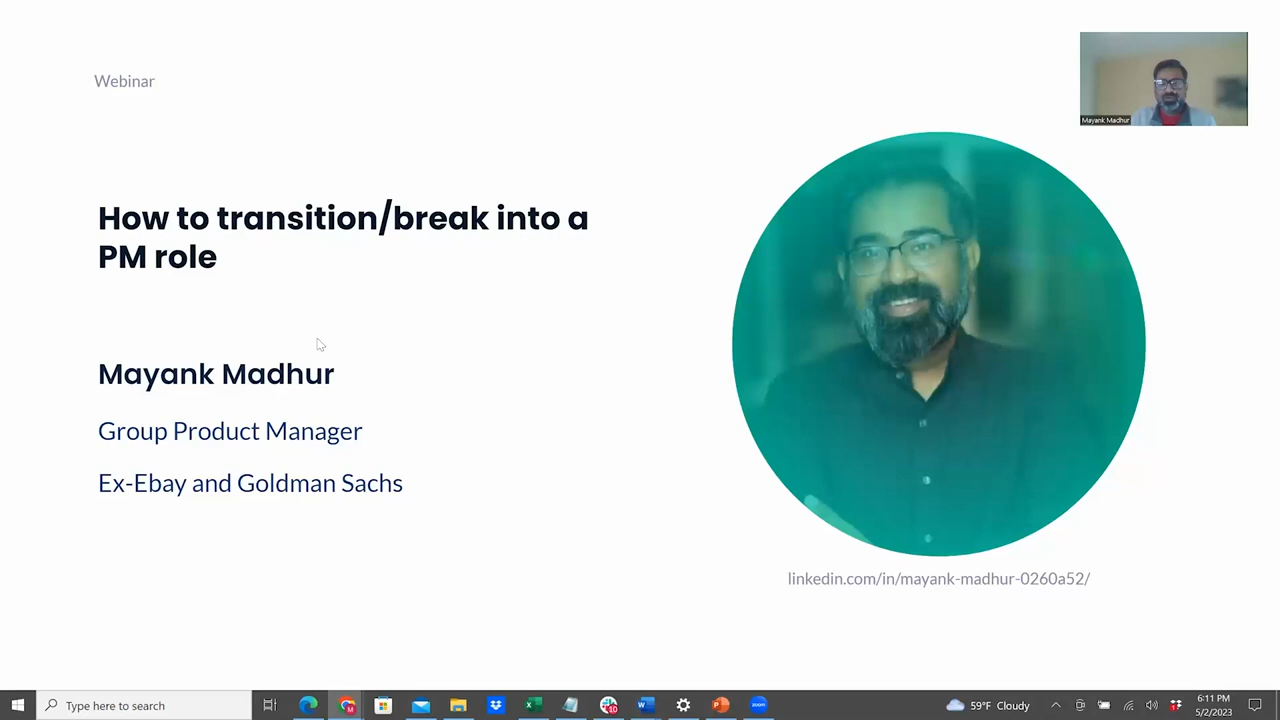 Webinar
Mayank Madhur
How to transition/break into a
PM role
Mayank Madhur
Group Product Manager
Ex-Ebay and Goldman Sachs
linkedin.com/in/mayank-madhur-0260a52/
Type here to search
59°F Cloudy
6:11 PM
5/2/2023